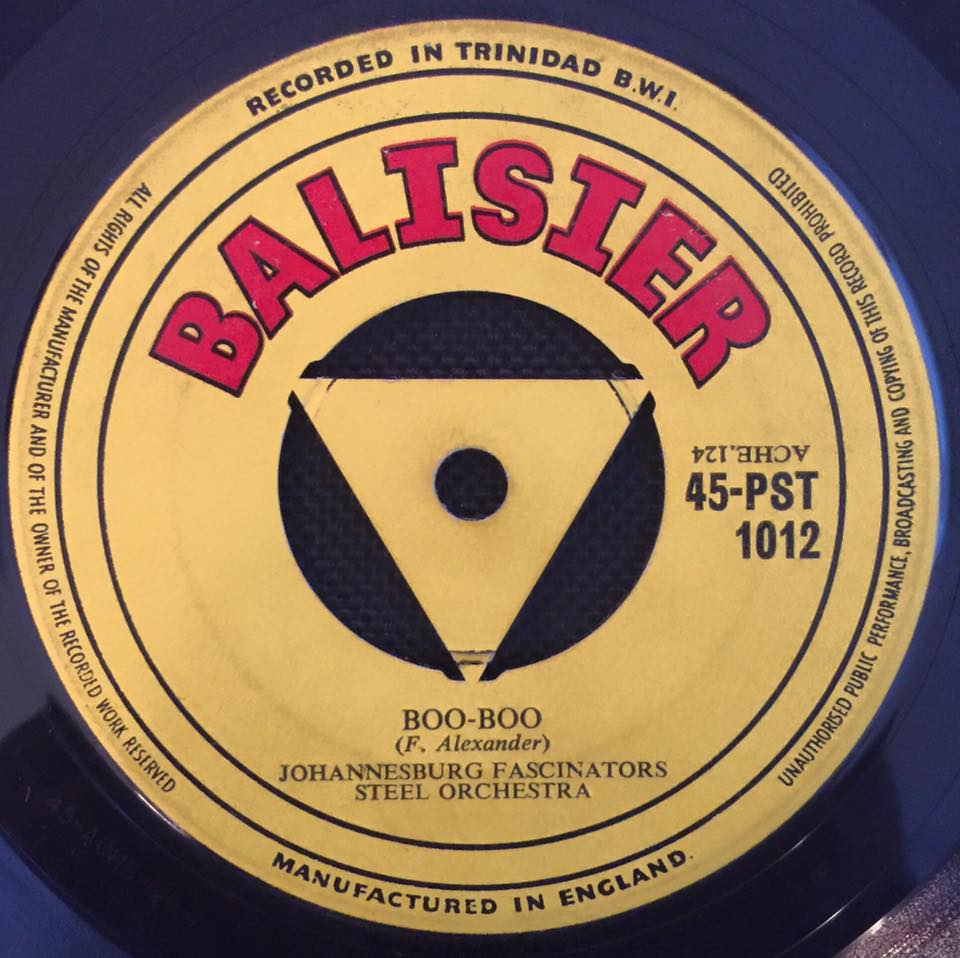 RECORDED IN TRINIDAD B.W.I.
BALISIER
ACHE.124
45-PST
1012
BOO-BOO
(F. Alexander)
JOHANNESBURG FASCINATORS
STEEL ORCHESTRA
MANUFACTURED IN ENGLAND.
ALL RIGHTS OF THE MANUFACTURER AND OF THE OWNER OF THE RECORDED WORK RESERVED
UNAUTHORISED PUBLIC PERFORMANCE, BROADCASTING AND COPYING OF THIS RECORD PROHIBITED